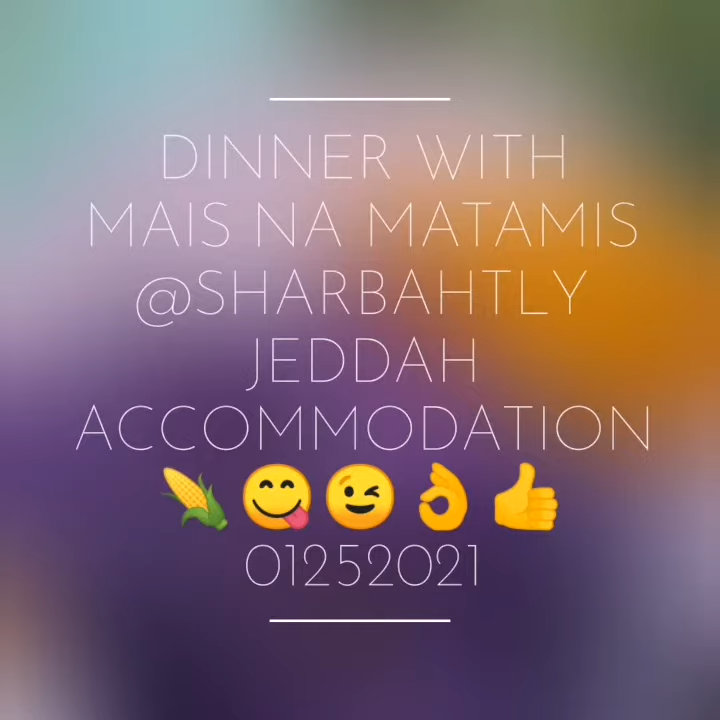 DINNER WITH
MAIS NA MATAMIS
@SHARBAHTLY
JEDDAH
ACCOMMODATION
🌽😋😉👌👍
01252021